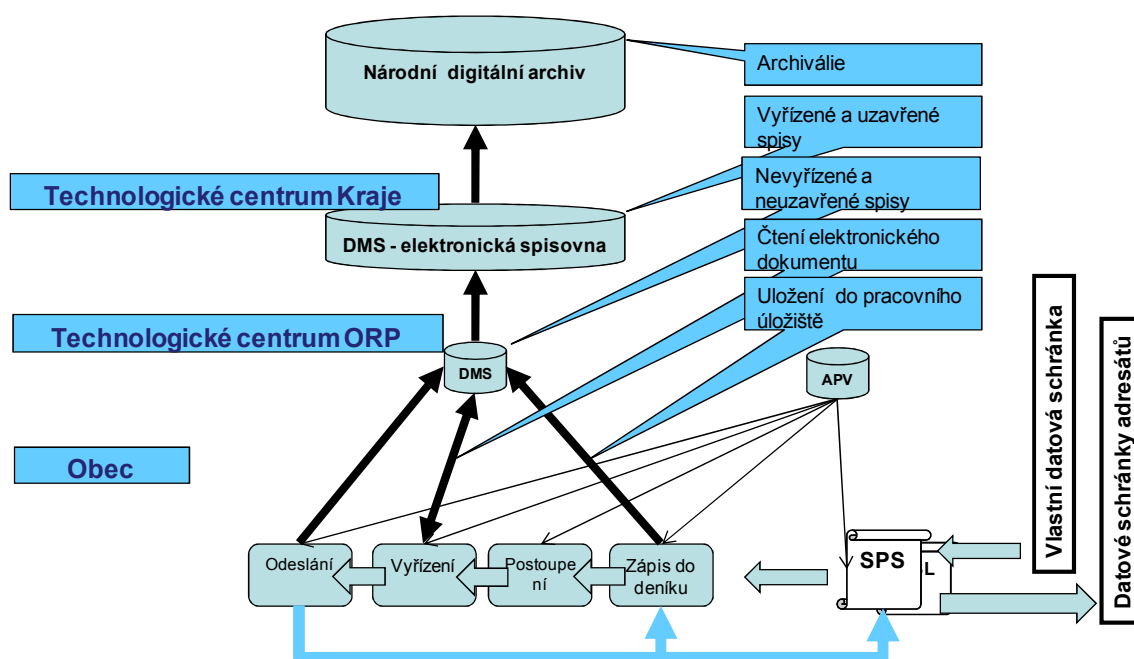 Národní digitální archiv
Archiválie
Vyřízené a uzavřené
spisy
Technologické centrum Kraje
Nevyřízené a
neuzavřené spisy
DMS - elektronická spisovna
Čtení elektronického
dokumentu
Technologické centrum ORP
Uložení do pracovního
úložiště
DMS
APV
Vlastní datová schránka
Datové schránky adresátů
Obec
Odeslání
Vyřízení
Postoupe
ní
Zápis do
deníku
SPS
SL